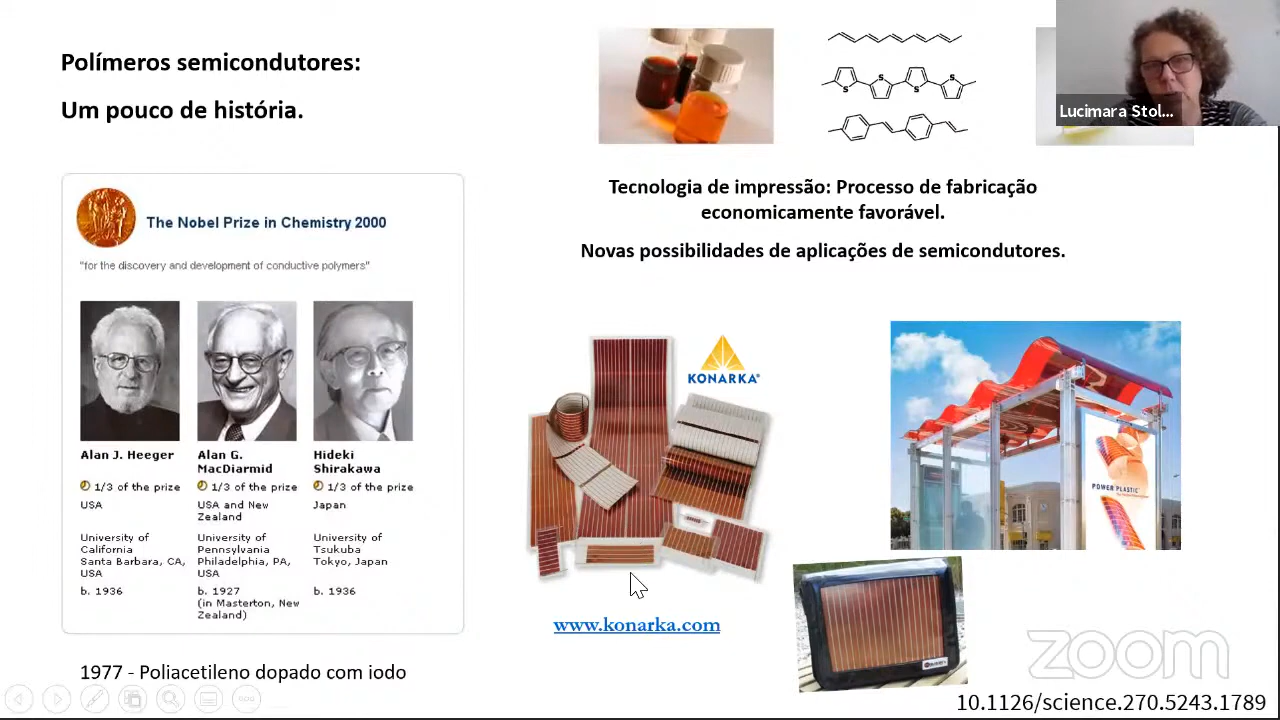 Polímeros semicondutores:
Um pouco de história.
S
S
S
S
Lucimara Stol...
Tecnologia de impressão: Processo de fabricação
economicamente favorável.
Novas possibilidades de aplicações de semicondutores.
The Nobel Prize in Chemistry 2000
"for the discovery and development of conductive polymers"
Alan J. Heeger
1/3 of the prize
USA
University of
California
Santa Barbara, CA,
USA
b. 1936
Alan G.
MacDiarmid
1/3 of the prize
USA and New
Zealand
University of
Pennsylvania
Philadelphia, PA,
USA
b. 1927
(in Masterton, New
Zealand)
Hideki
Shirakawa
1/3 of the prize
Japan
University of
Tsukuba
Tokyo, Japan
b. 1936
1977 - Poliacetileno dopado com iodo
KONARKA®
www.konarka.com
POWER PLASTIC
zoom
10.1126/science.270.5243.1789